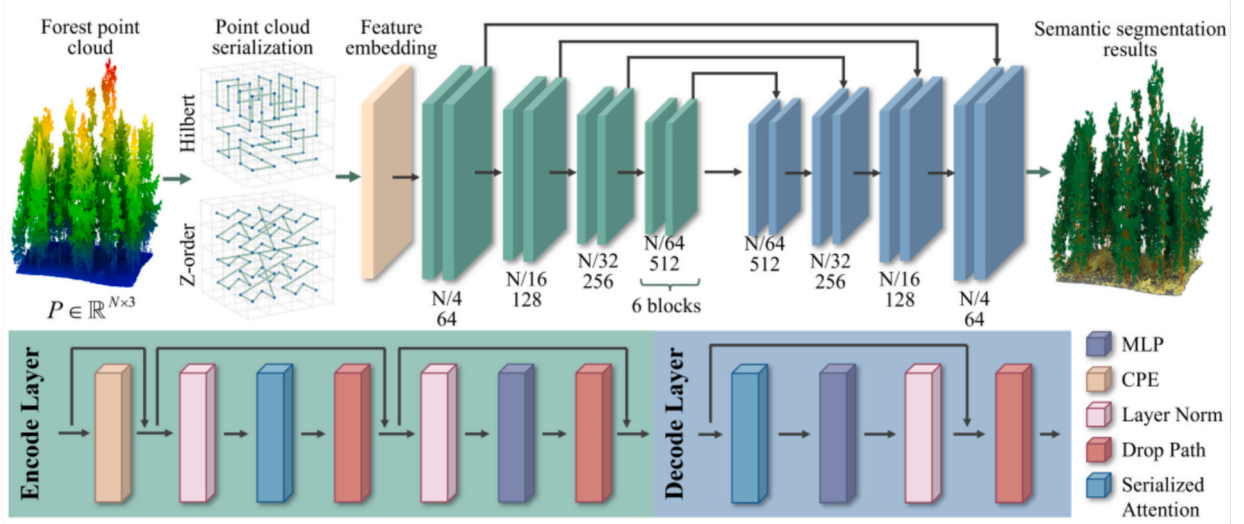 Forest point
cloud
Point cloud
serialization
Feature
embedding
Semantic segmentation
results
Hilbert
Z-order
P ∈ ℝ^{N×3}
N/4
64
N/16
128
N/32
256
N/64
512
6 blocks
N/64
512
N/32
256
N/16
128
N/4
64
Encode Layer
Decode Layer
MLP
CPE
Layer Norm
Drop Path
Serialized
Attention